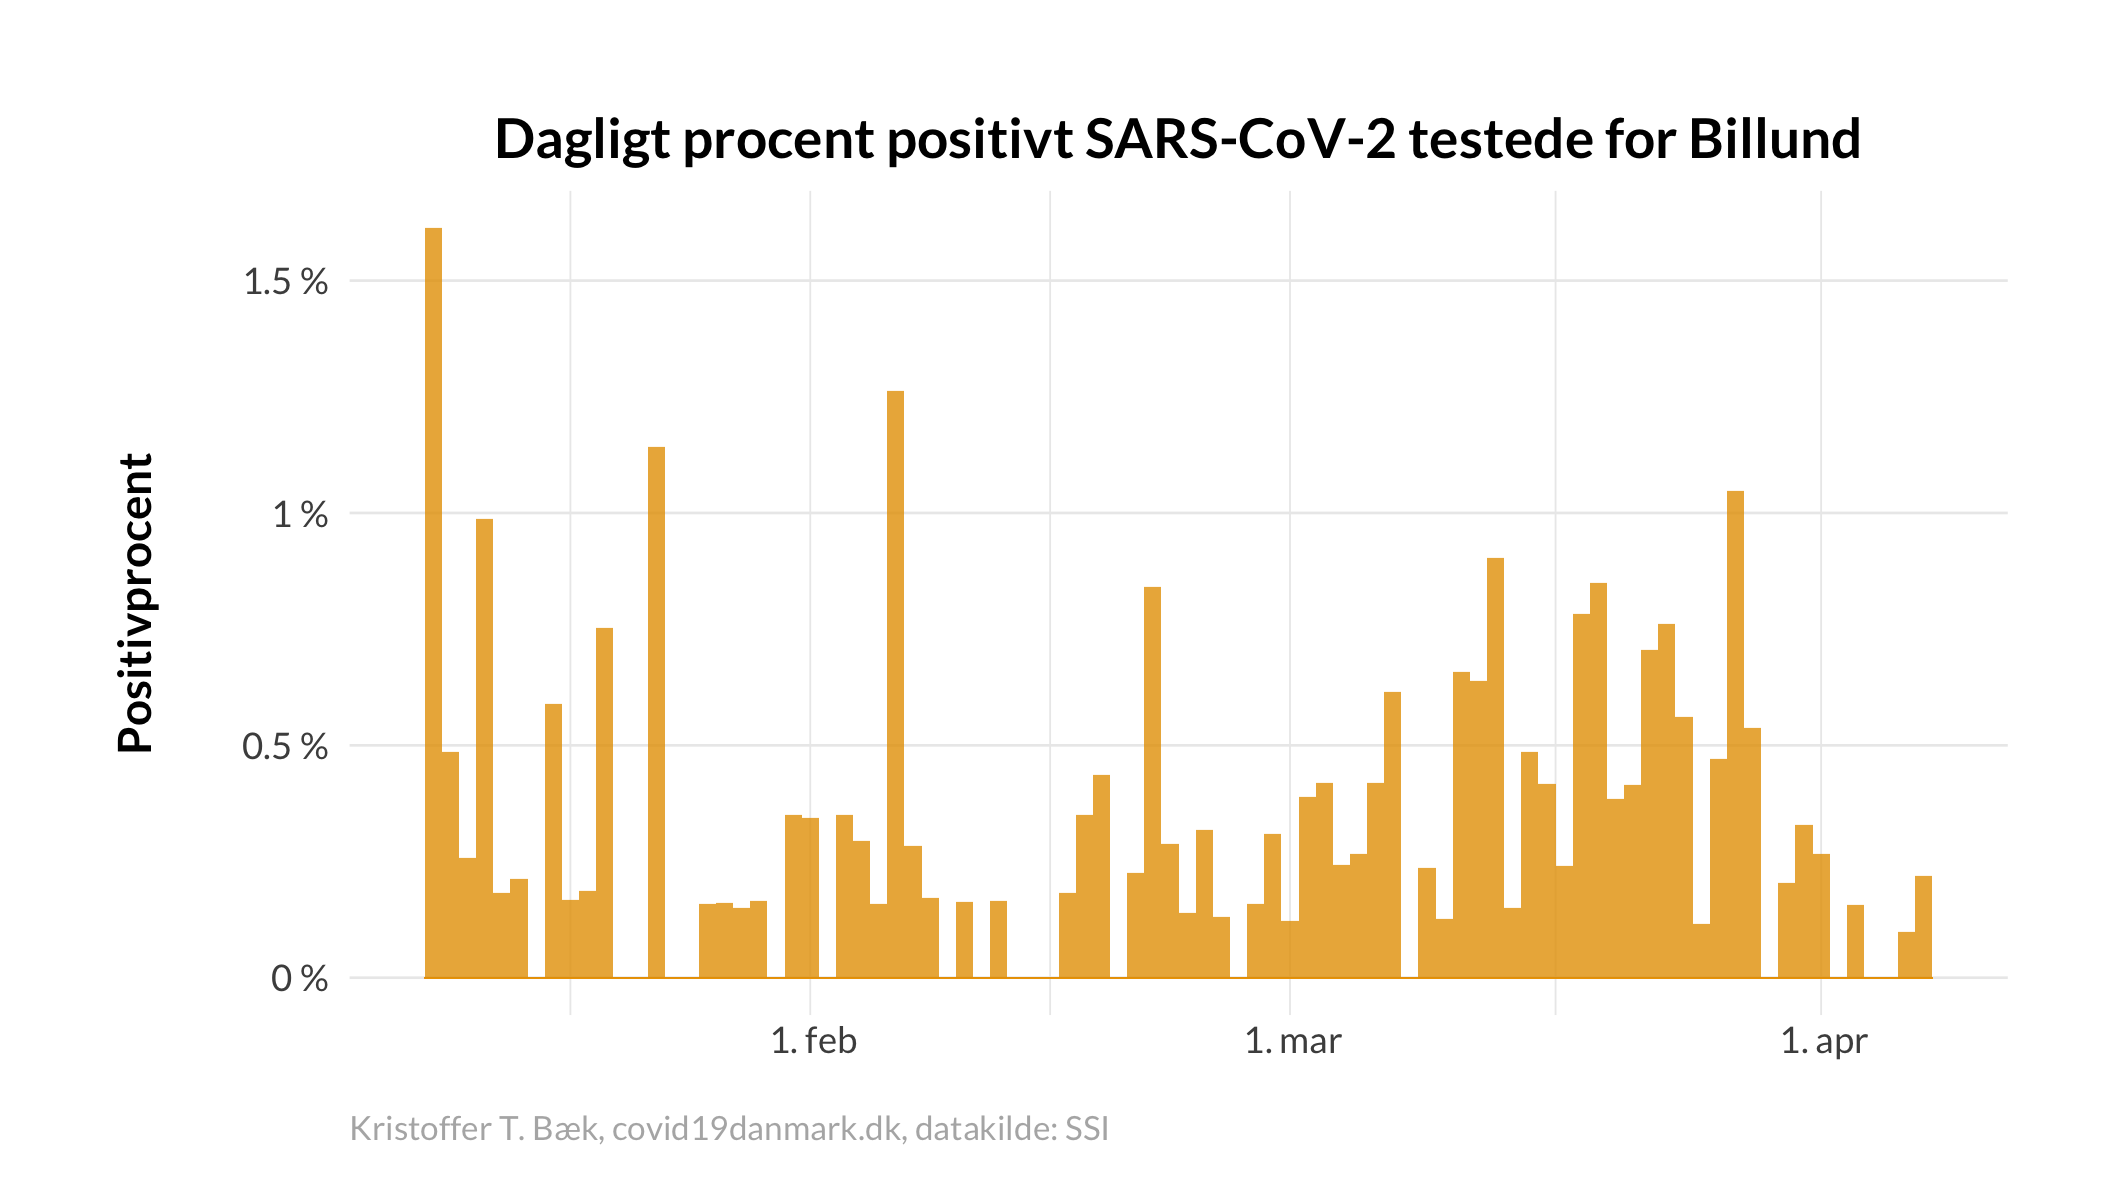 Dagligt procent positivt SARS-CoV-2 testede for Billund
Positivprocent
1.5 %
1 %
0.5 %
0 %
1. feb
1. mar
1. apr
Kristoffer T. Bæk, covid19danmark.dk, datakilde: SSI